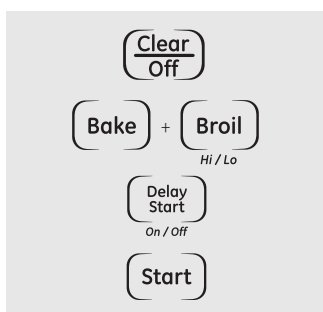 Clear
Off
Bake + Broil
Hi / Lo
Delay
Start
On / Off
Start